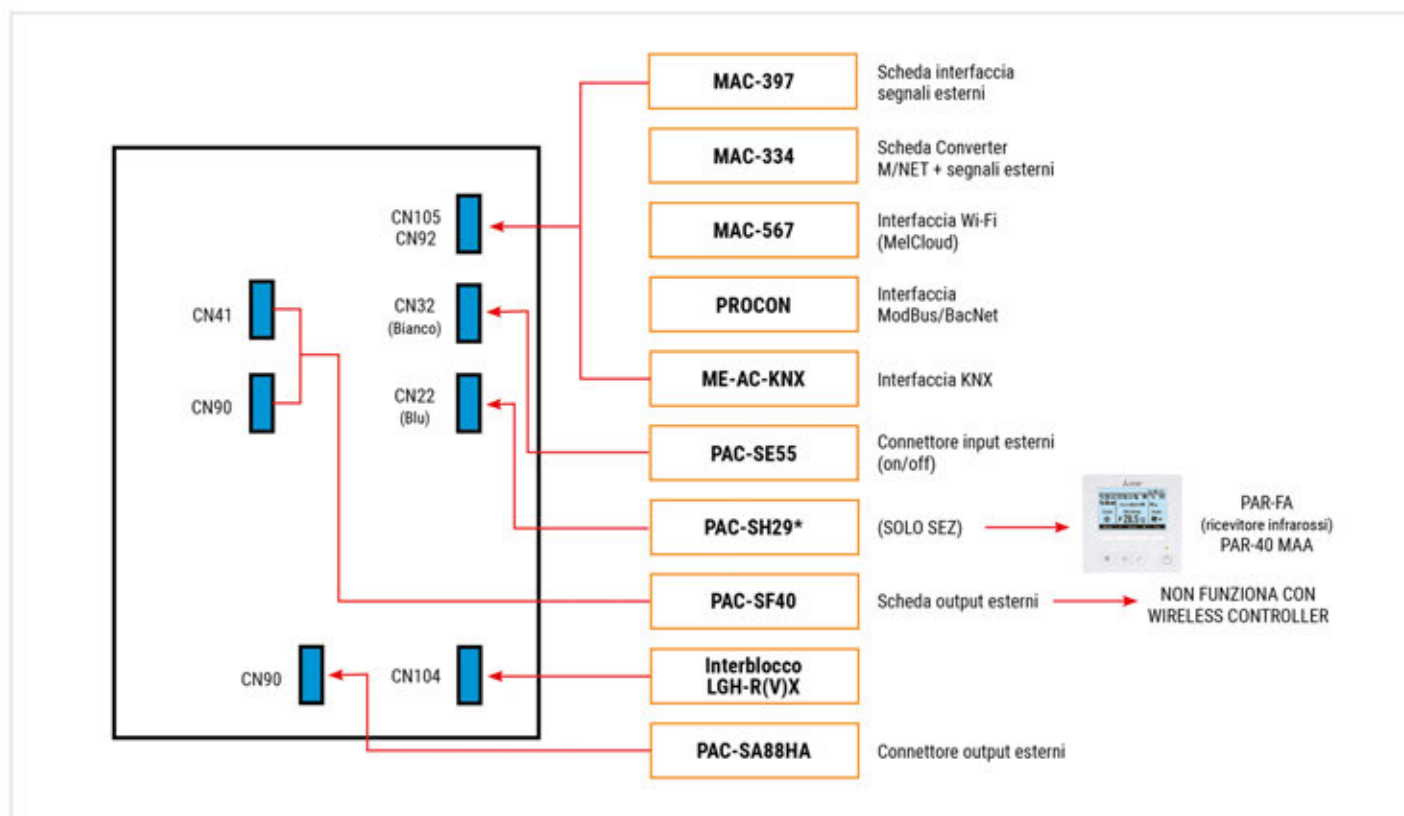 MAC-397
Scheda interfaccia
segnali esterni
MAC-334
Scheda Converter
M/NET + segnali esterni
CN105
CN92
MAC-567
Interfaccia Wi-Fi
(MelCloud)
CN41
CN32
(Bianco)
PROCON
Interfaccia
ModBus/BacNet
CN90
CN22
(Blu)
ME-AC-KNX
Interfaccia KNX
PAC-SE55
Connettore input esterni
(on/off)
PAC-SH29*
(SOLO SEZ)
PAR-FA
(ricevitore infrarossi)
PAR-40 MAA
PAC-SF40
Scheda output esterni
NON FUNZIONA CON
WIRELESS CONTROLLER
CN90
CN104
Interblocco
LGH-R(V)X
PAC-SA88HA
Connettore output esterni